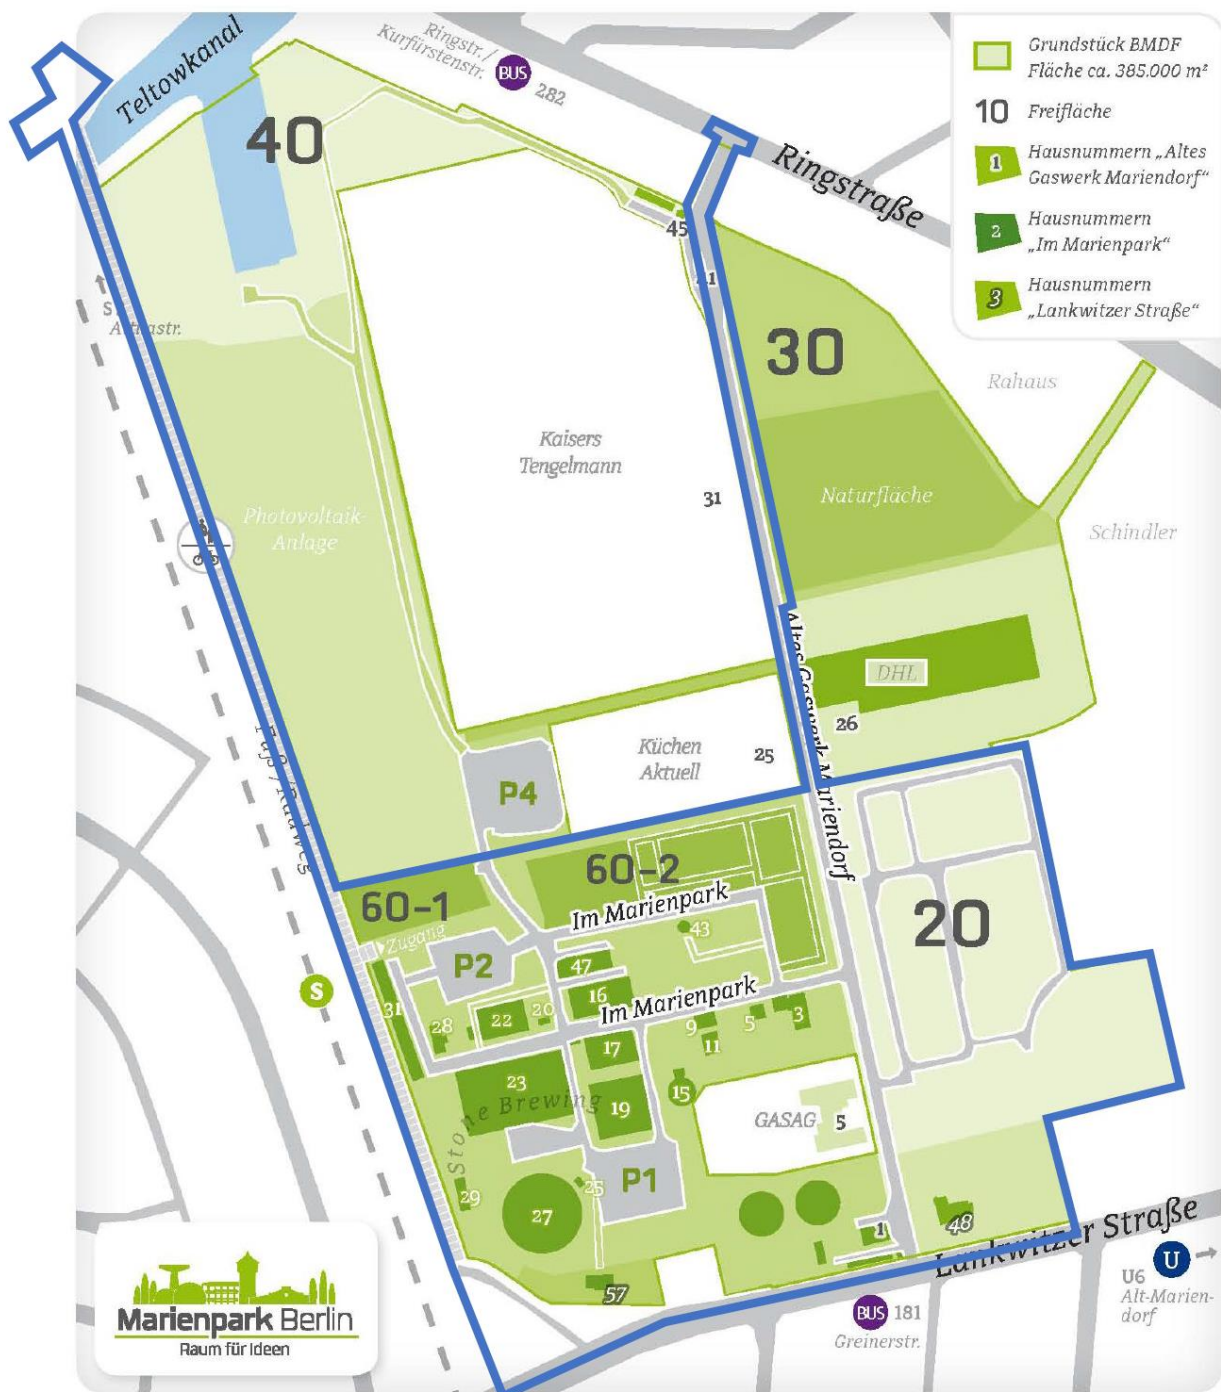 Teltowkanal
Ringstr./
Kurfürstenstr.
BUS
282
Ringstraße
Grundstück BMDF
Fläche ca. 385.000 m²
10 Freifläche
1 Hausnummern „Altes
Gaswerk Mariendorf“
2 Hausnummern
„Im Marienpark“
3 Hausnummern
„Lankwitzer Straße“
40
45
30
Rahaus
Kaisers
Tengelmann
31
Naturfläche
Schindler
Photovoltaik-
Anlage
Altes Gaswerk Mariendorf
DHL
26
Küchen
Aktuell
25
P4
Fuß-/Radweg
60-1
60-2
Im Marienpark
20
Zugang
P2
43
47
S
31
16
Im Marienpark
28
22
20
9
5
3
11
17
23
15
19
Stone Brewing
GASAG
5
P1
29
25
27
48
1
Lankwitzer Straße
57
BUS 181
Greinerstr.
U
U6
Alt-Marien-
dorf
Marienpark Berlin
Raum für Ideen